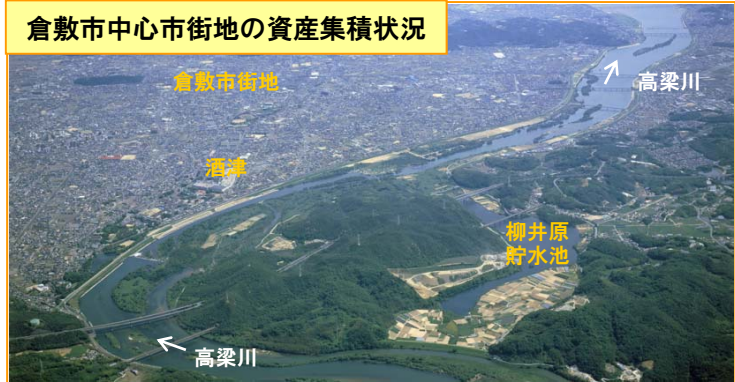 倉敷市中心市街地の資産集積状況
倉敷市街地
高梁川
酒津
柳井原
貯水池
高梁川